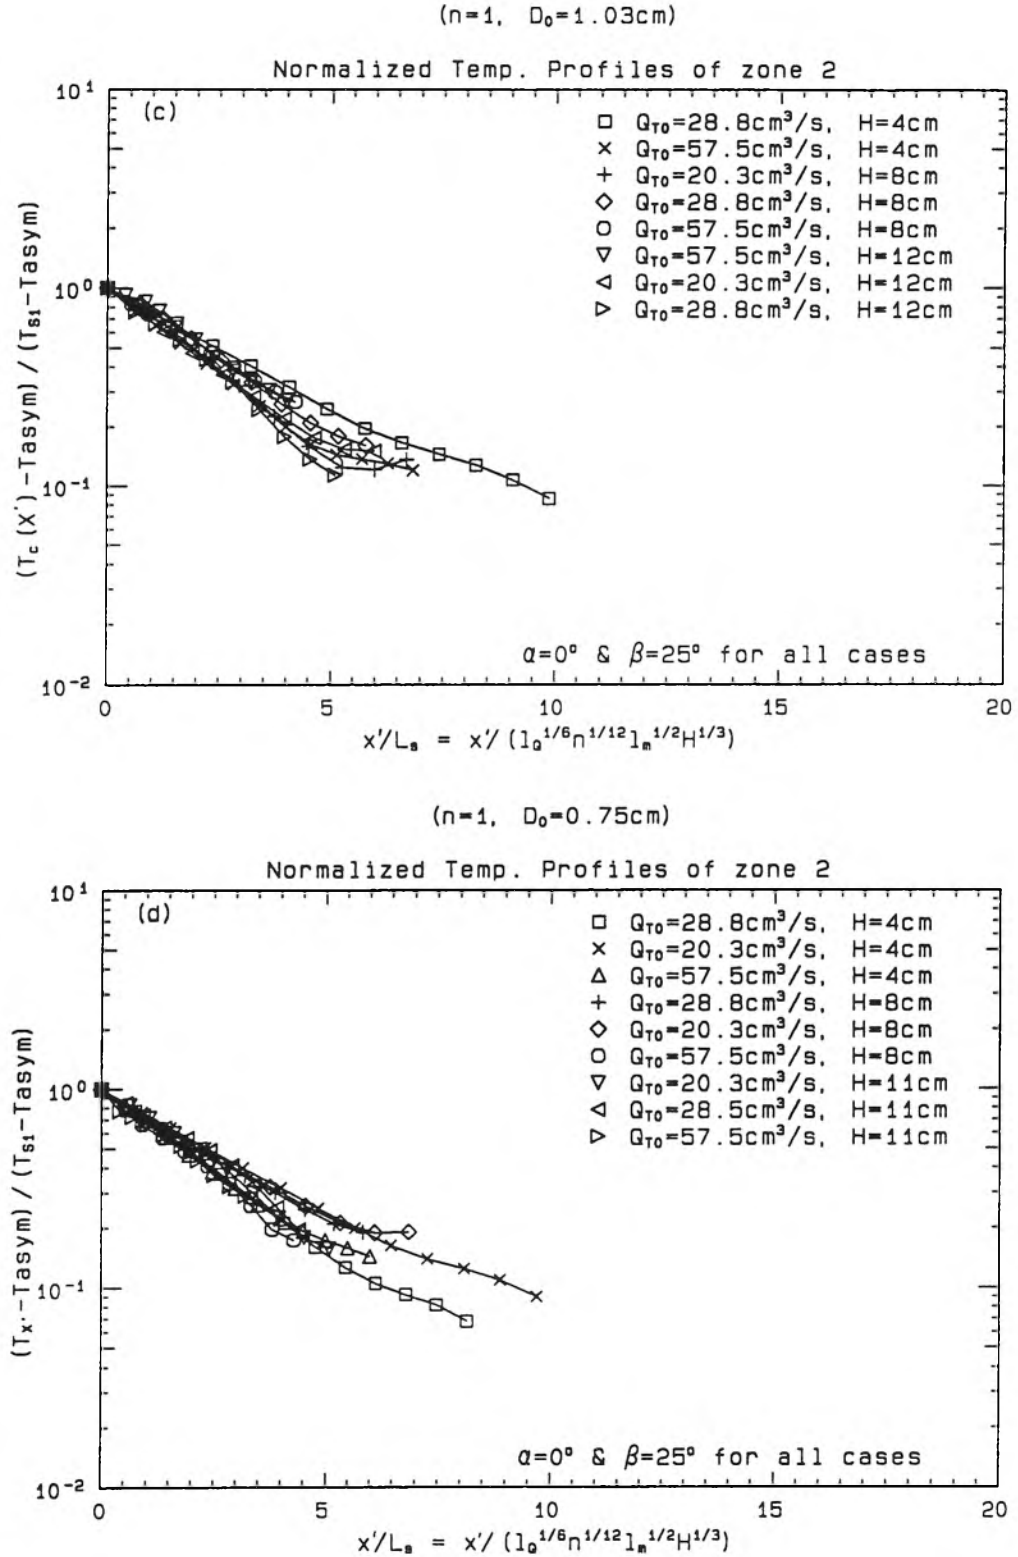 (n=1, D₀=1.03cm)
Normalized Temp. Profiles of zone 2
(c)
10¹
10⁰
10⁻¹
10⁻²
(T_c(X′)-Tasym)/(T_S1-Tasym)
□ Q_T0=28.8cm³/s, H=4cm
× Q_T0=57.5cm³/s, H=4cm
+ Q_T0=20.3cm³/s, H=8cm
◇ Q_T0=28.8cm³/s, H=8cm
○ Q_T0=57.5cm³/s, H=8cm
▽ Q_T0=57.5cm³/s, H=12cm
◁ Q_T0=20.3cm³/s, H=12cm
▷ Q_T0=28.8cm³/s, H=12cm
α=0° & β=25° for all cases
0 5 10 15 20
x′/L_s = x′/(l_Q^1/6 n^1/12 l_m^1/2 H^1/3)
(n=1, D₀=0.75cm)
Normalized Temp. Profiles of zone 2
(d)
10¹
10⁰
10⁻¹
10⁻²
(T_x′-Tasym)/(T_S1-Tasym)
□ Q_T0=28.8cm³/s, H=4cm
× Q_T0=20.3cm³/s, H=4cm
△ Q_T0=57.5cm³/s, H=4cm
+ Q_T0=28.8cm³/s, H=8cm
◇ Q_T0=20.3cm³/s, H=8cm
○ Q_T0=57.5cm³/s, H=8cm
▽ Q_T0=20.3cm³/s, H=11cm
◁ Q_T0=28.5cm³/s, H=11cm
▷ Q_T0=57.5cm³/s, H=11cm
α=0° & β=25° for all cases
0 5 10 15 20
x′/L_s = x′/(l_Q^1/6 n^1/12 l_m^1/2 H^1/3)